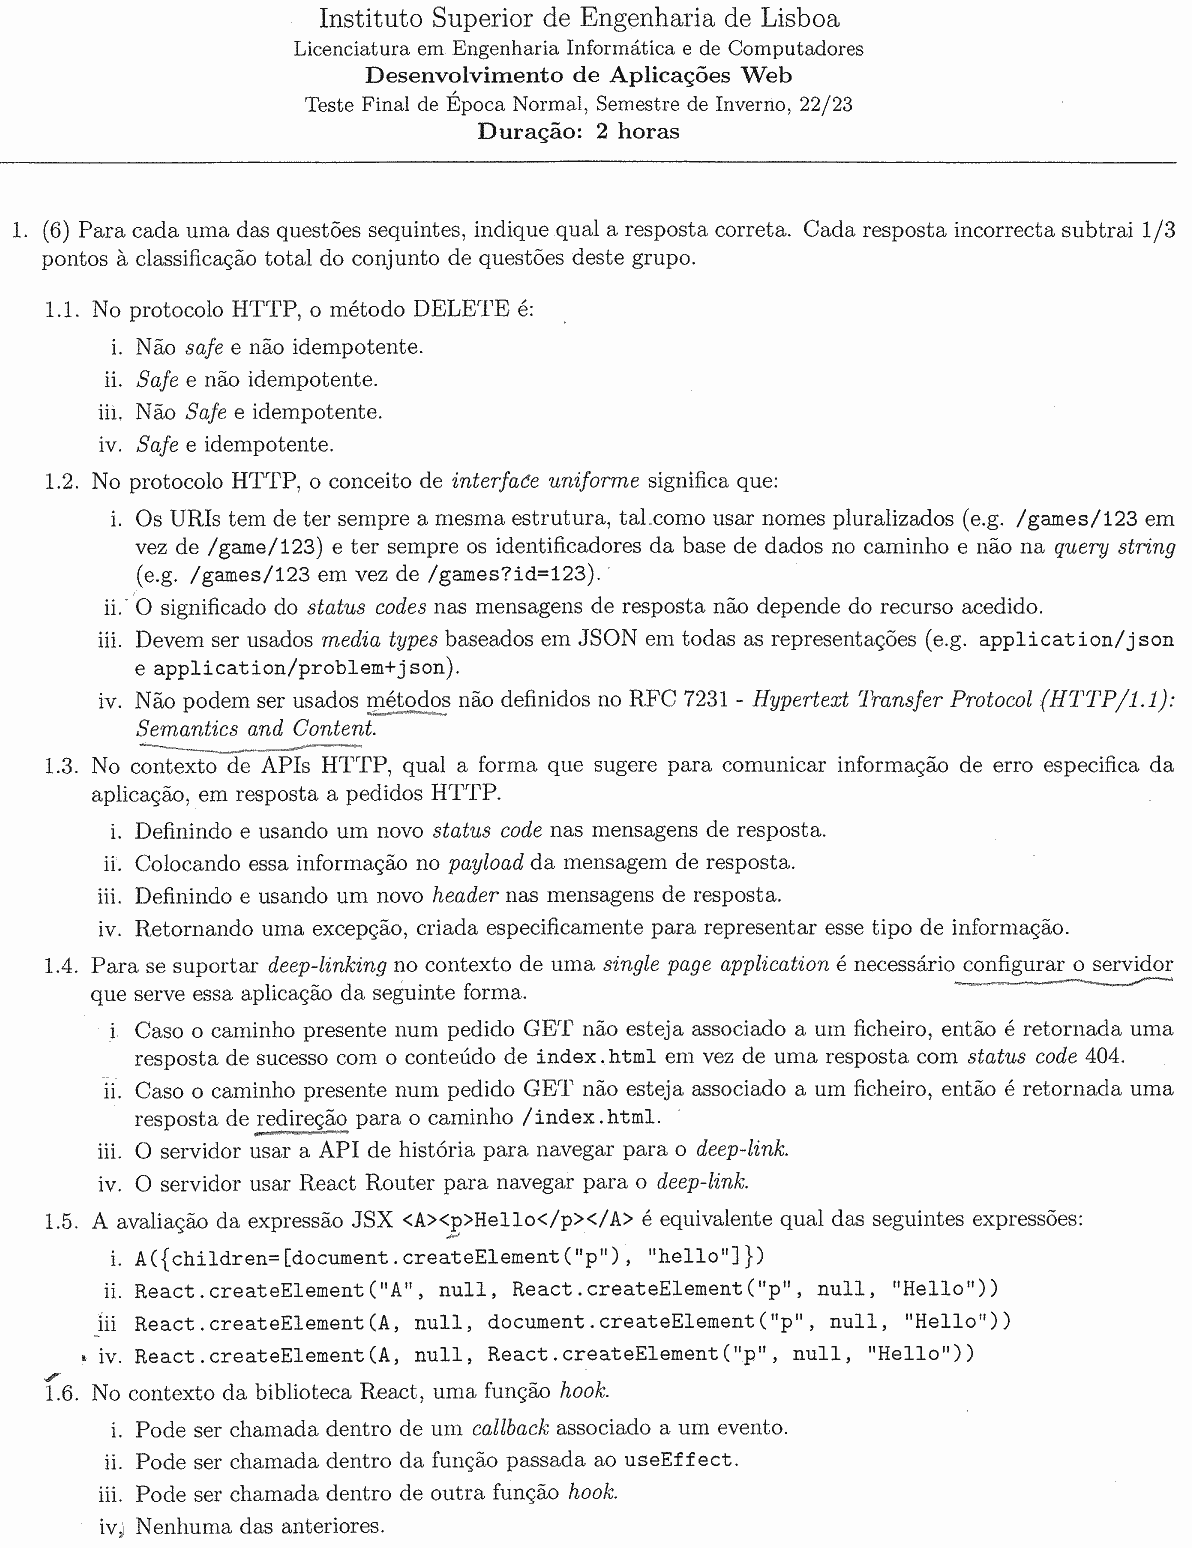 Instituto Superior de Engenharia de Lisboa
Licenciatura em Engenharia Informática e de Computadores
Desenvolvimento de Aplicações Web
Teste Final de Época Normal, Semestre de Inverno, 22/23
Duração: 2 horas
1. (6) Para cada uma das questões sequintes, indique qual a resposta correta. Cada resposta incorrecta subtrai 1/3
pontos à classificação total do conjunto de questões deste grupo.
1.1. No protocolo HTTP, o método DELETE é:
i. Não safe e não idempotente.
ii. Safe e não idempotente.
iii. Não Safe e idempotente.
iv. Safe e idempotente.
1.2. No protocolo HTTP, o conceito de interface uniforme significa que:
i. Os URIs tem de ter sempre a mesma estrutura, tal como usar nomes pluralizados (e.g. /games/123 em
vez de /game/123) e ter sempre os identificadores da base de dados no caminho e não na query string
(e.g. /games/123 em vez de /games?id=123).
ii. O significado do status codes nas mensagens de resposta não depende do recurso acedido.
iii. Devem ser usados media types baseados em JSON em todas as representações (e.g. application/json
e application/problem+json).
iv. Não podem ser usados métodos não definidos no RFC 7231 - Hypertext Transfer Protocol (HTTP/1.1):
Semantics and Content.
1.3. No contexto de APIs HTTP, qual a forma que sugere para comunicar informação de erro especifica da
aplicação, em resposta a pedidos HTTP.
i. Definindo e usando um novo status code nas mensagens de resposta.
ii. Colocando essa informação no payload da mensagem de resposta.
iii. Definindo e usando um novo header nas mensagens de resposta.
iv. Retornando uma excepção, criada especificamente para representar esse tipo de informação.
1.4. Para se suportar deep-linking no contexto de uma single page application é necessário configurar o servidor
que serve essa aplicação da seguinte forma.
i Caso o caminho presente num pedido GET não esteja associado a um ficheiro, então é retornada uma
resposta de sucesso com o conteúdo de index.html em vez de uma resposta com status code 404.
ii. Caso o caminho presente num pedido GET não esteja associado a um ficheiro, então é retornada uma
resposta de redireção para o caminho /index.html.
iii. O servidor usar a API de história para navegar para o deep-link.
iv. O servidor usar React Router para navegar para o deep-link.
1.5. A avaliação da expressão JSX <A><p>Hello</p></A> é equivalente qual das seguintes expressões:
i. A({children=[document.createElement("p"), "hello"]})
ii. React.createElement("A", null, React.createElement("p", null, "Hello"))
iii React.createElement(A, null, document.createElement("p", null, "Hello"))
iv. React.createElement(A, null, React.createElement("p", null, "Hello"))
1.6. No contexto da biblioteca React, uma função hook.
i. Pode ser chamada dentro de um callback associado a um evento.
ii. Pode ser chamada dentro da função passada ao useEffect.
iii. Pode ser chamada dentro de outra função hook.
iv. Nenhuma das anteriores.